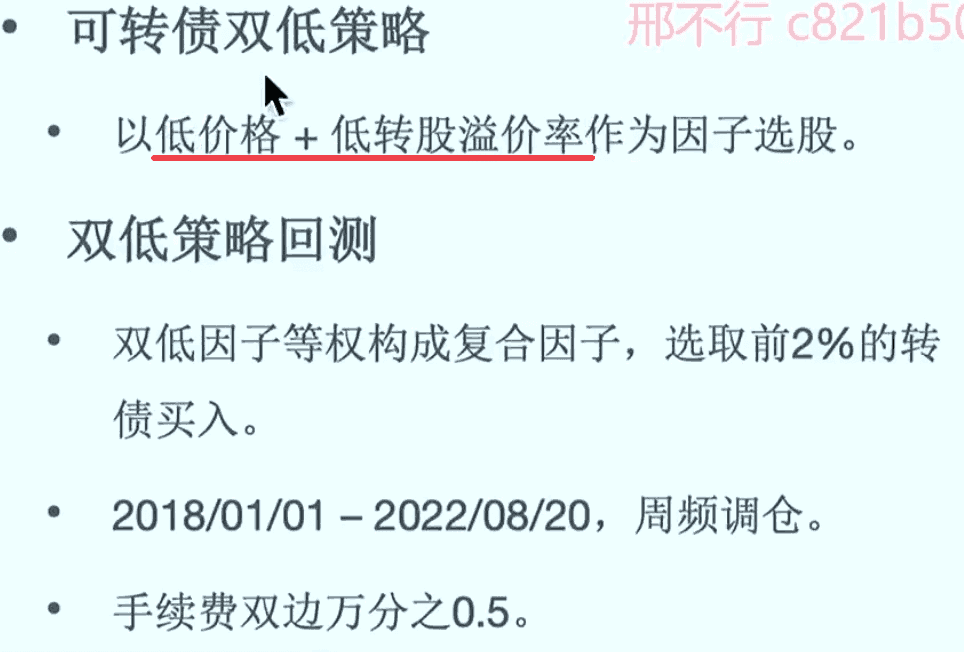 邢不行 c821b50
• 可转债双低策略
• 以低价格 + 低转股溢价率作为因子选股。
• 双低策略回测
• 双低因子等权构成复合因子，选取前2%的转
债买入。
• 2018/01/01 – 2022/08/20，周频调仓。
• 手续费双边万分之0.5。